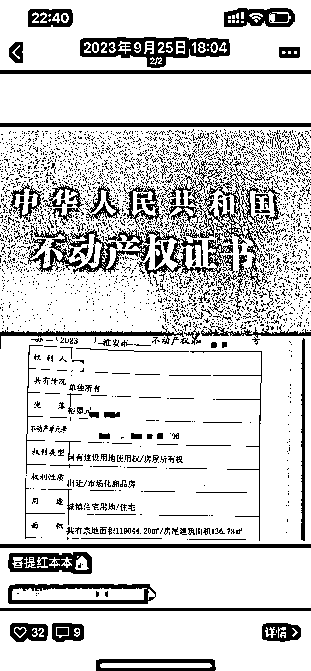 22:40
2023年9月25日 18:04
2/2
中华人民共和国
不动产权证书
苏 2023 淮安市 不动产权第 号
权利人
共有情况 单独所有
坐落
不动产单元号
权利类型 国有建设用地使用权/房屋所有权
权利性质 出让/市场化商品房
用途 城镇住宅用地/住宅
面积 共有宗地面积119044.20㎡/房屋建筑面积136.78㎡
喜提红本本🏠
32 9 详情